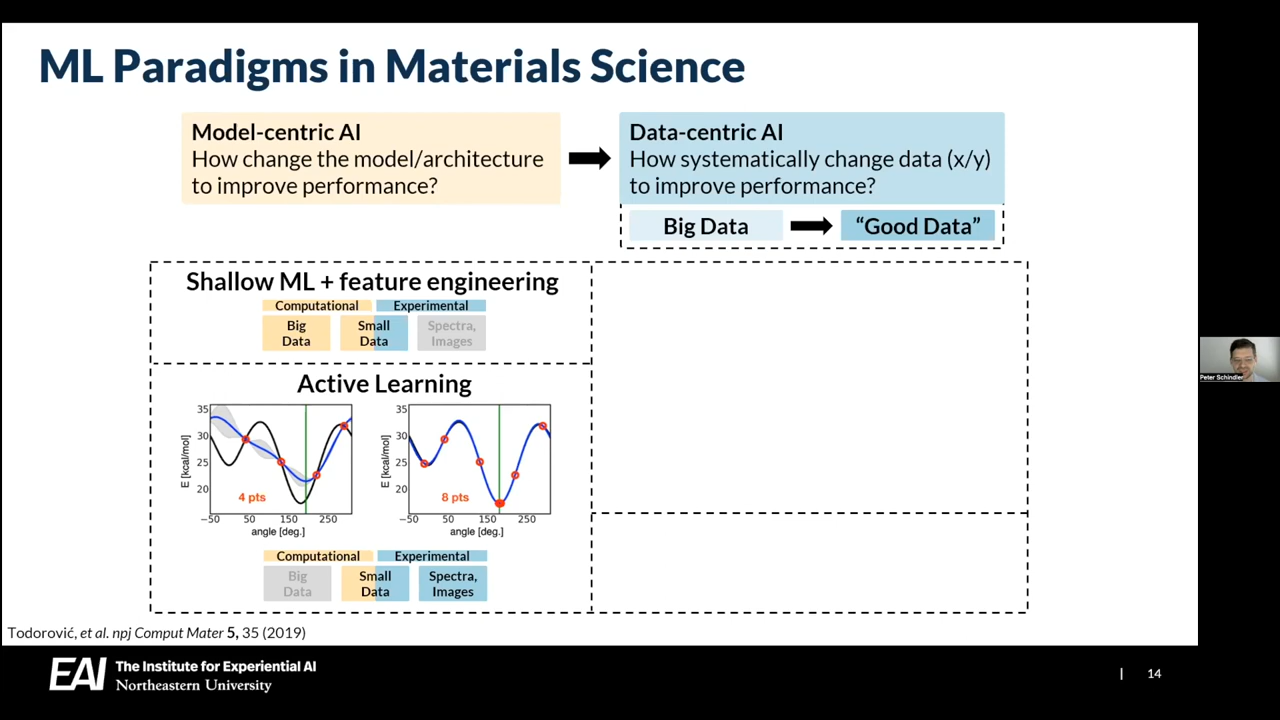 ML Paradigms in Materials Science
Model-centric AI
How change the model/architecture
to improve performance?
Data-centric AI
How systematically change data (x/y)
to improve performance?
Big Data
“Good Data”
Shallow ML + feature engineering
Computational
Experimental
Big
Data
Small
Data
Spectra,
Images
Active Learning
35
30
25
20
E [kcal/mol]
4 pts
−50 50 150 250
angle [deg.]
35
30
25
20
E [kcal/mol]
8 pts
−50 50 150 250
angle [deg.]
Computational
Experimental
Big
Data
Small
Data
Spectra,
Images
Todorović, et al. npj Comput Mater 5, 35 (2019)
EAI
The Institute for Experiential AI
Northeastern University
| 14
Peter Schindler